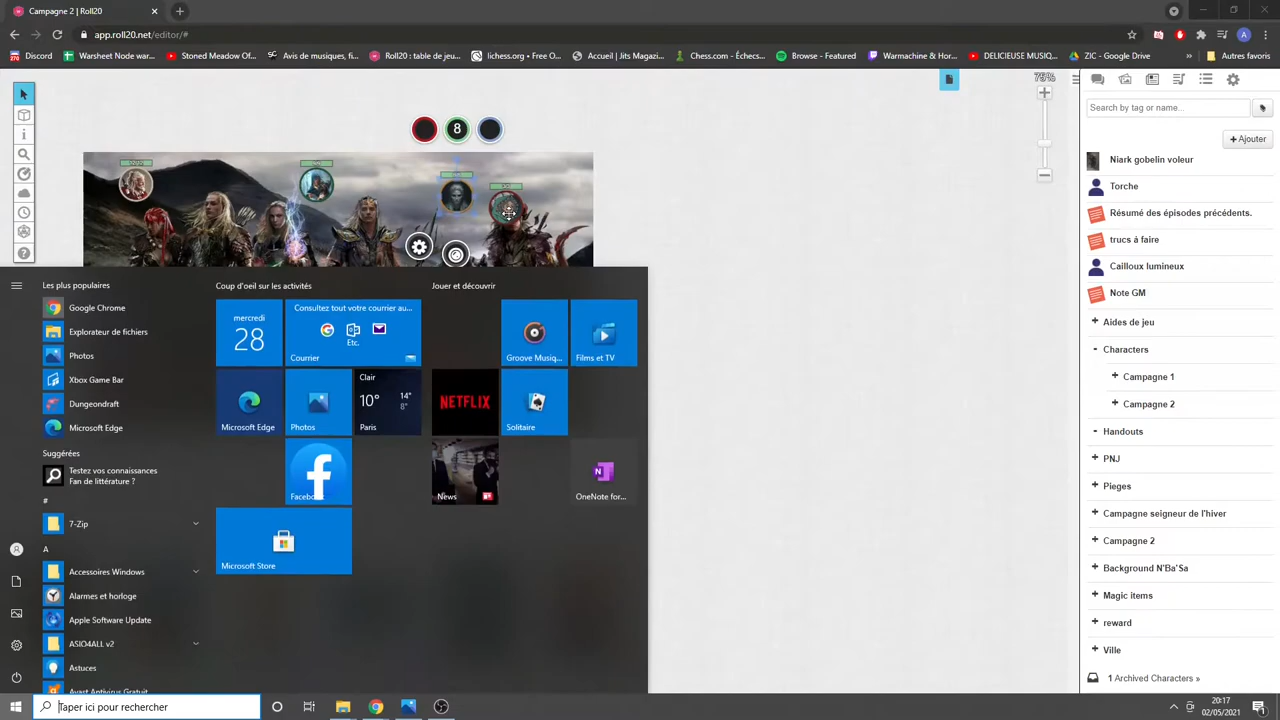 Campagne 2 | Roll20
app.roll20.net/editor/#
Discord
Warsheet Node war...
Stoned Meadow Of...
Avis de musiques, fi...
Roll20 : table de jeu...
lichess.org • Free O...
Accueil | Jits Magazi...
Chess.com - Échecs...
Browse - Featured
Warmachine & Hor...
DELICIEUSE MUSIQ...
ZIC - Google Drive
Autres favoris
75%
8
Search by tag or name...
+ Ajouter
Niark gobelin voleur
Torche
Résumé des épisodes précédents.
trucs à faire
Cailloux lumineux
Note GM
+ Aides de jeu
- Characters
+ Campagne 1
+ Campagne 2
- Handouts
+ PNJ
+ Pieges
+ Campagne seigneur de l'hiver
+ Campagne 2
+ Background N'Ba'Sa
+ Magic items
+ reward
+ Ville
1 Archived Characters »
Les plus populaires
Google Chrome
Explorateur de fichiers
Photos
Xbox Game Bar
Dungeondraft
Microsoft Edge
Suggérées
Testez vos connaissances
Fan de littérature ?
#
7-Zip
A
Accessoires Windows
Alarmes et horloge
Apple Software Update
ASIO4ALL v2
Astuces
Avast Antivirus Gratuit
Coup d'oeil sur les activités
mercredi
28
Consultez tout votre courrier au...
Etc.
Courrier
Microsoft Edge
Photos
Clair
10°
14°
8°
Paris
Facebook
Microsoft Store
Jouer et découvrir
Groove Musiq...
Films et TV
NETFLIX
Solitaire
News
OneNote for...
Taper ici pour rechercher
20:17
02/05/2021